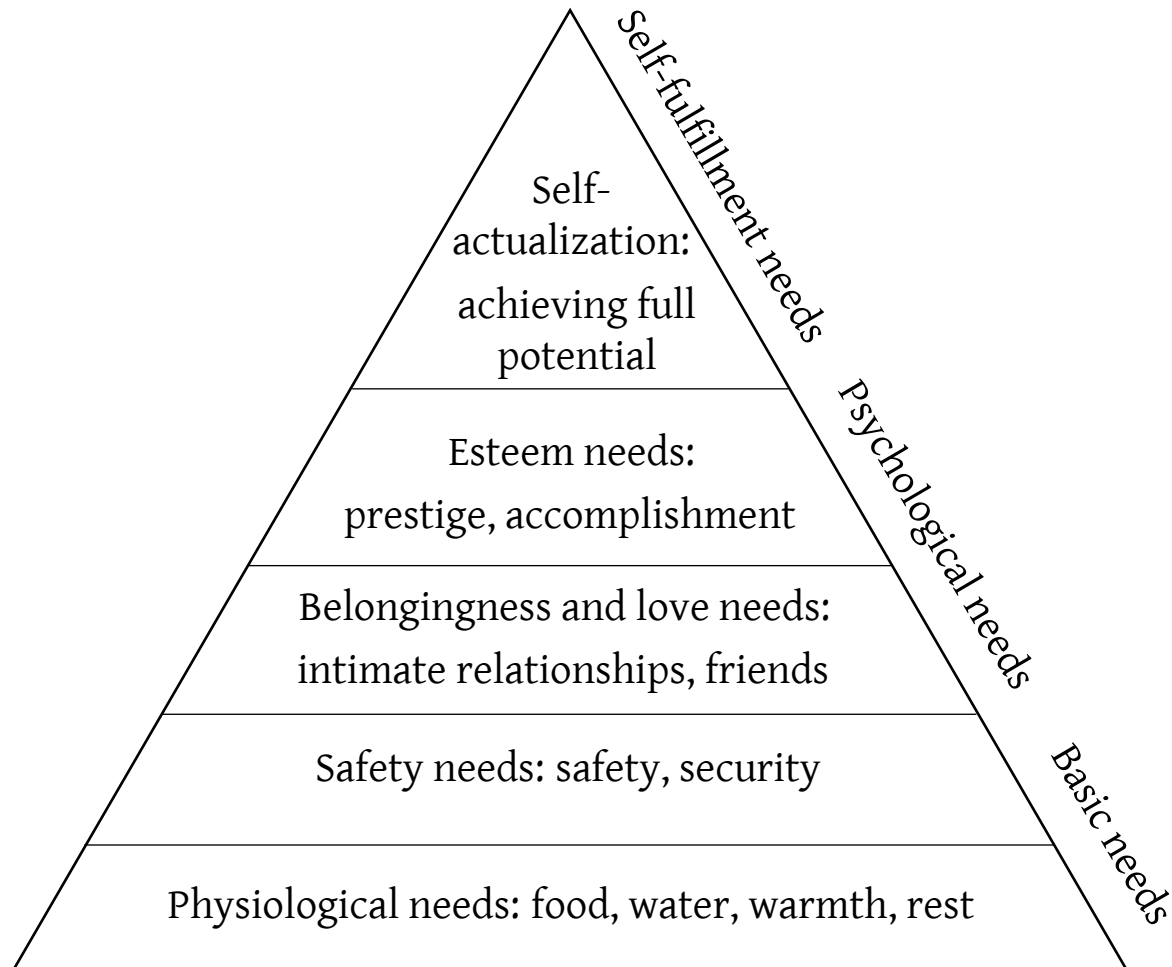 Self-
actualization:
achieving full
potential
Self-fulfillment needs
Esteem needs:
prestige, accomplishment
Psychological needs
Belongingness and love needs:
intimate relationships, friends
Safety needs: safety, security
Basic needs
Physiological needs: food, water, warmth, rest